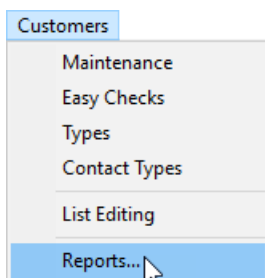 Customers
Maintenance
Easy Checks
Types
Contact Types
List Editing
Reports...